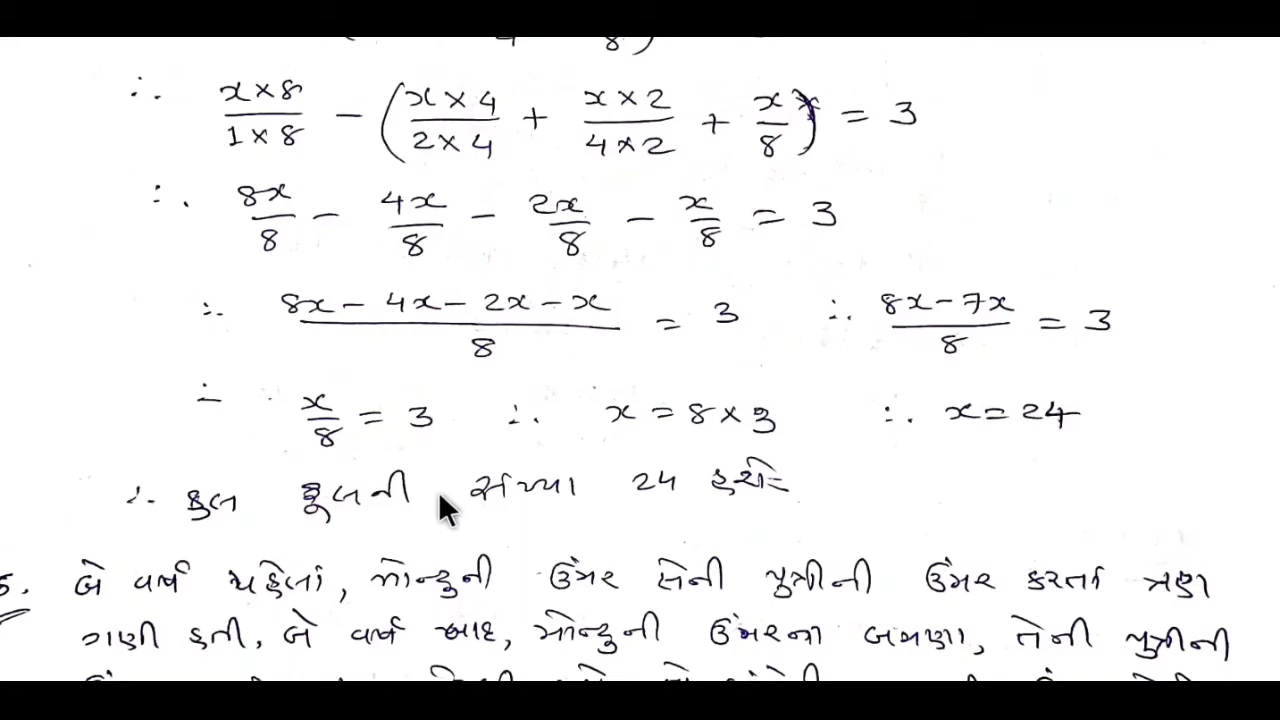 ∴ x×8/1×8 − (x×4/2×4 + x×2/4×2 + x/8) = 3
∴ 8x/8 − 4x/8 − 2x/8 − x/8 = 3
∴ 8x−4x−2x−x/8 = 3 ∴ 8x−7x/8 = 3
∴ x/8 = 3 ∴ x = 8×3 ∴ x = 24
∴ કુલ ફૂલની સંખ્યા 24 હશે
બે વર્ષ પહેલાં, મોન્ટુની ઉંમર તેની પુત્રીની ઉંમર કરતાં ત્રણ
ગણી હતી. બે વર્ષ બાદ, મોન્ટુની ઉંમરના બમણા, તેની પુત્રીની